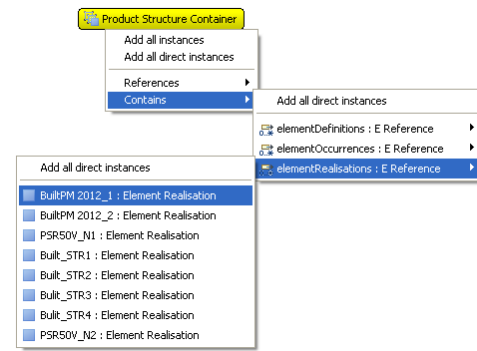 Product Structure Container
Add all instances
Add all direct instances
References
Contains
Add all direct instances
elementDefinitions : E Reference
elementOccurrences : E Reference
elementRealisations : E Reference
Add all direct instances
BuiltPM 2012_1 : Element Realisation
BuiltPM 2012_2 : Element Realisation
PSR50V_N1 : Element Realisation
Built_STR1 : Element Realisation
Built_STR2 : Element Realisation
Bulit_STR3 : Element Realisation
Bulit_STR4 : Element Realisation
PSR50V_N2 : Element Realisation